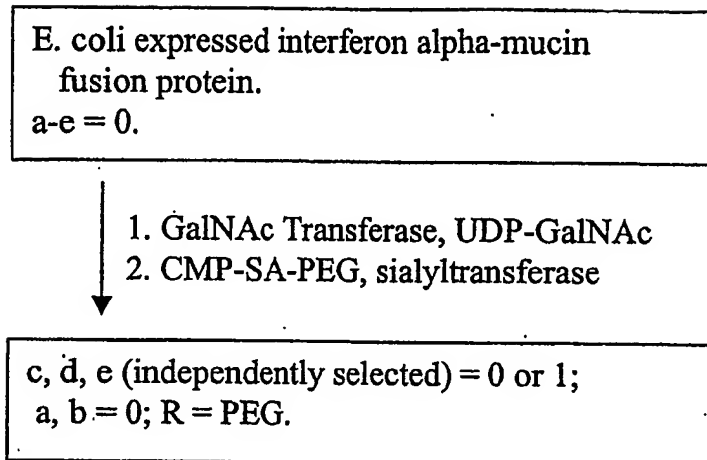 E. coli expressed interferon alpha-mucin
fusion protein.
a-e = 0.
1. GalNAc Transferase, UDP-GalNAc
2. CMP-SA-PEG, sialyltransferase
c, d, e (independently selected) = 0 or 1;
a, b = 0; R = PEG.